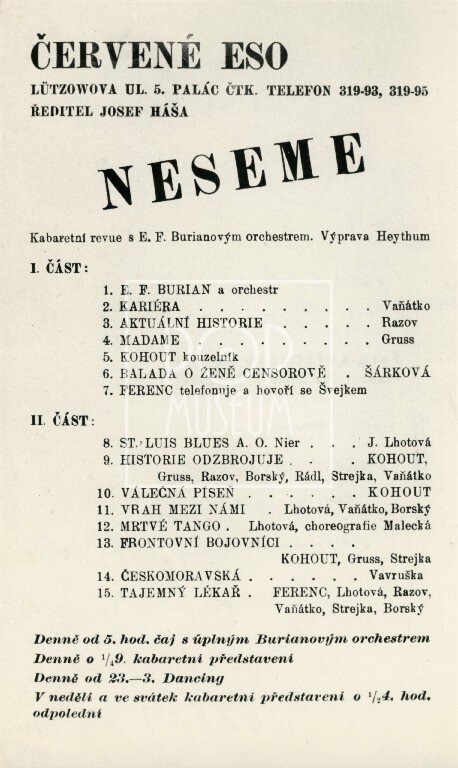 ČERVENÉ ESO
LÜTZOWOVA UL. 5. PALÁC ČTK. TELEFON 319-93, 319-95
ŘEDITEL JOSEF HÁŠA
NESEME
Kabaretní revue s E. F. Burianovým orchestrem. Výprava Heythum
I. ČÁST:
1. E. F. BURIAN a orchestr
2. KARIÉRA . . . . . . . . . Vaňátko
3. AKTUÁLNÍ HISTORIE . . . . . Razov
4. MADAME . . . . . . . . . Gruss
5. KOHOUT kouzelník
6. BALADA O ŽENĚ CENSOROVĚ . ŠÁRKOVÁ
7. FERENC telefonuje a hovoří se Švejkem
POP MUSEUM
II. ČÁST:
8. ST. LUIS BLUES A. O. Nier . . . J. Lhotová
9. HISTORIE ODZBROJUJE . . . . KOHOUT,
Gruss, Razov, Borský, Rádl, Strejka, Vaňátko
10. VÁLEČNÁ PÍSEŇ . . . . . . KOHOUT
11. VRAH MEZI NÁMI . Lhotová, Vaňátko, Borský
12. MRTVÉ TANGO . Lhotová, choreografie Malecká
13. FRONTOVNÍ BOJOVNÍCI . . . .
KOHOUT, Gruss, Strejka
14. ČESKOMORAVSKÁ . . . . . . Vavruška
15. TAJEMNÝ LÉKAŘ . FERENC, Lhotová, Razov,
Vaňátko, Strejka, Borský
Denně od 5. hod. čaj s úplným Burianovým orchestrem
Denně o 1/49. kabaretní představení
Denně od 23.—3. Dancing
V neděli a ve svátek kabaretní představení o 1/24. hod.
odpolední